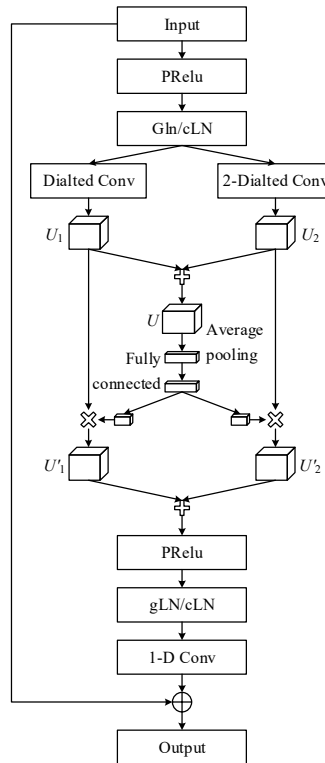 Input
PRelu
Gln/cLN
Dialted Conv
2-Dialted Conv
U1
U2
U
Average
pooling
Fully
connected
U'1
U'2
PRelu
gLN/cLN
1-D Conv
Output